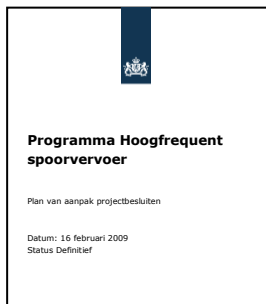 Programma Hoogfrequent
spoorvervoer
Plan van aanpak projectbesluiten
Datum: 16 februari 2009
Status Definitief